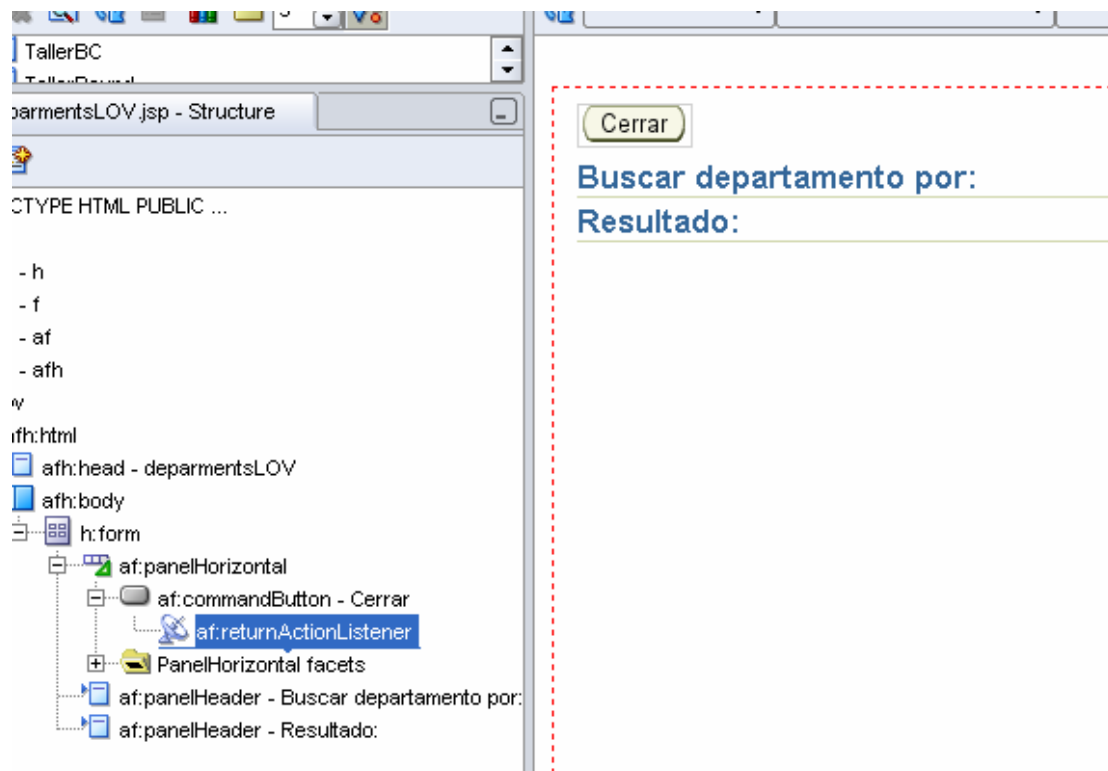 TallerBC
parmentsLOV.jsp - Structure
CTYPE HTML PUBLIC ...
- h
- f
- af
- afh
fh:html
afh:head - deparmentsLOV
afh:body
h:form
af:panelHorizontal
af:commandButton - Cerrar
af:returnActionListener
PanelHorizontal facets
af:panelHeader - Buscar departamento por:
af:panelHeader - Resultado:
Cerrar
Buscar departamento por:
Resultado: